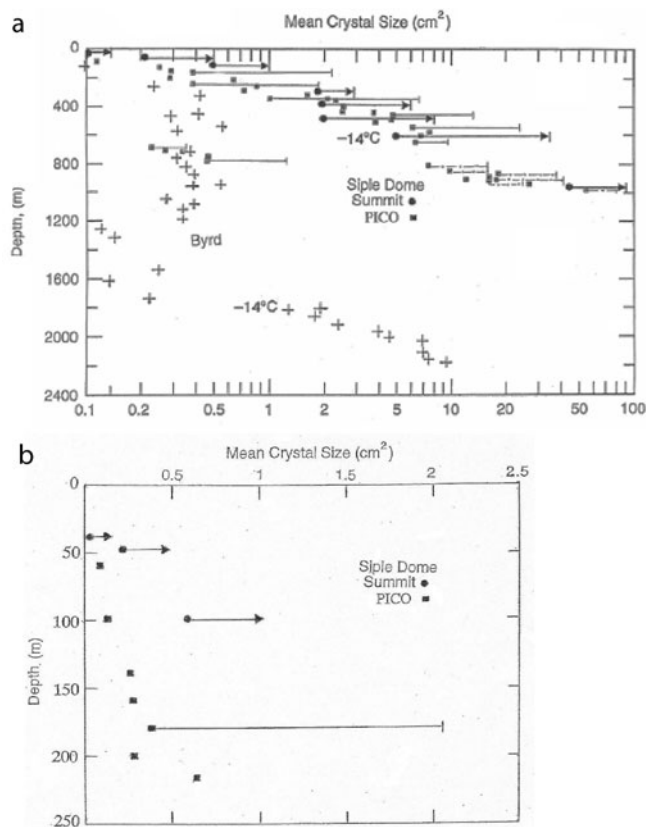 a
Mean Crystal Size (cm²)
0
400
800
1200
1600
2000
2400
Depth, (m)
−14°C
Siple Dome
Summit
PICO
Byrd
−14°C
0.1 0.2 0.5 1 2 5 10 20 50 100
b
Mean Crystal Size (cm²)
0.5 1 1.5 2 2.5
0
50
100
150
200
250
Depth, (m)
Siple Dome
Summit
PICO